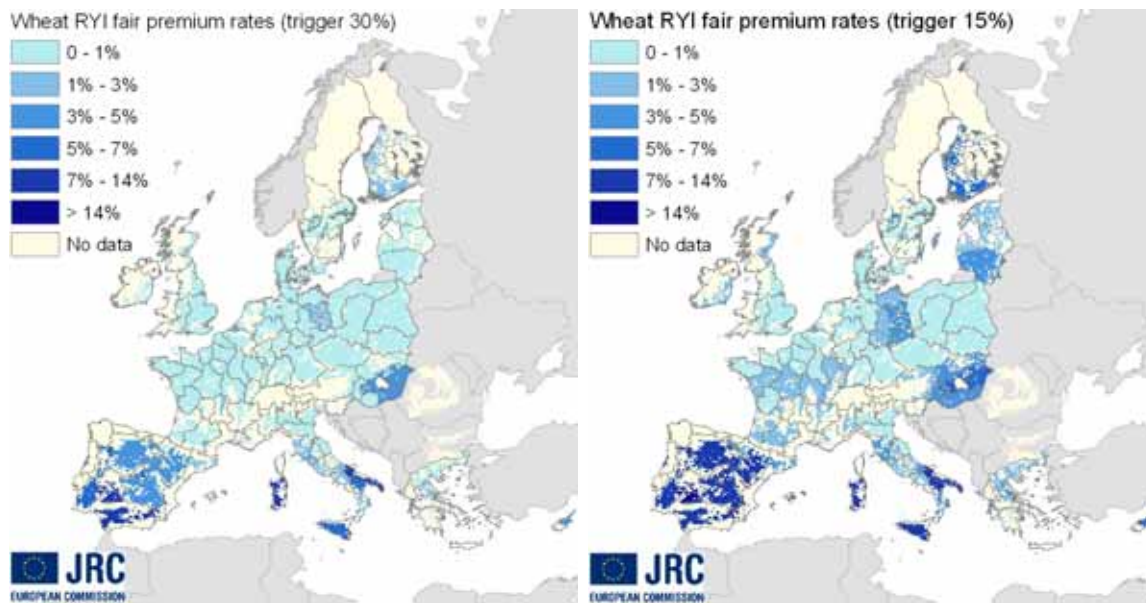 Wheat RYI fair premium rates (trigger 30%)
0 - 1%
1% - 3%
3% - 5%
5% - 7%
7% - 14%
> 14%
No data
JRC
EUROPEAN COMMISSION
Wheat RYI fair premium rates (trigger 15%)
0 - 1%
1% - 3%
3% - 5%
5% - 7%
7% - 14%
> 14%
No data
JRC
EUROPEAN COMMISSION